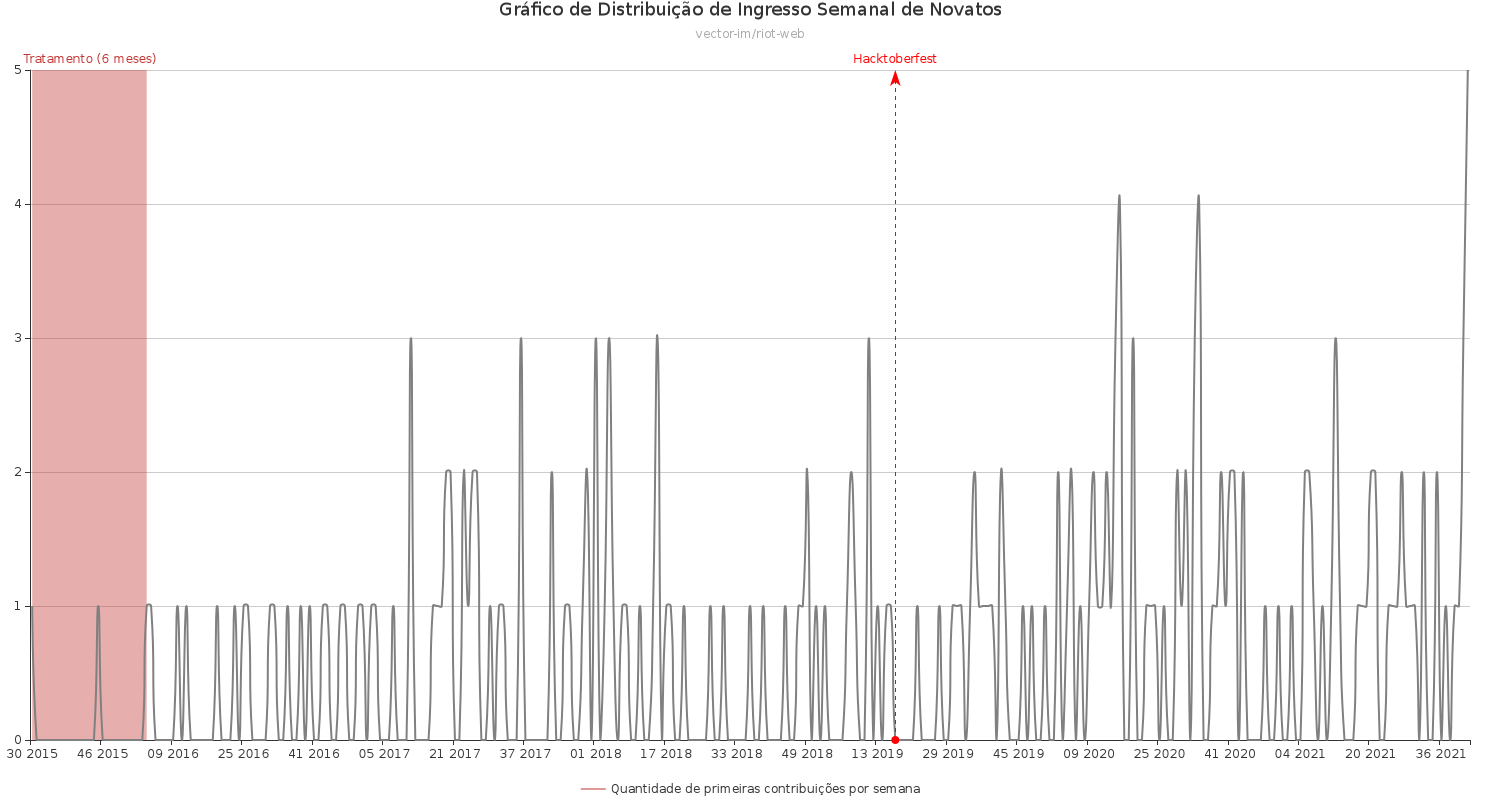 Gráfico de Distribuição de Ingresso Semanal de Novatos
vector-im/riot-web
Tratamento (6 meses)
Hacktoberfest
5
4
3
2
1
0
30 2015 46 2015 09 2016 25 2016 41 2016 05 2017 21 2017 37 2017 01 2018 17 2018 33 2018 49 2018 13 2019 29 2019 45 2019 09 2020 25 2020 41 2020 04 2021 20 2021 36 2021
Quantidade de primeiras contribuições por semana